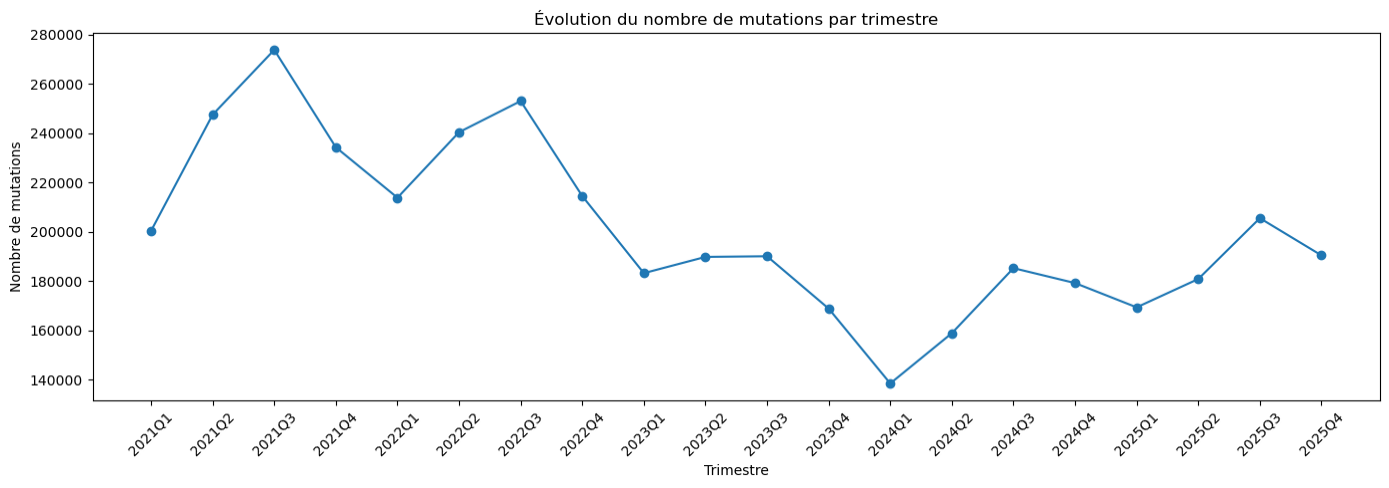 Évolution du nombre de mutations par trimestre
Nombre de mutations
280000
260000
240000
220000
200000
180000
160000
140000
2021Q1
2021Q2
2021Q3
2021Q4
2022Q1
2022Q2
2022Q3
2022Q4
2023Q1
2023Q2
2023Q3
2023Q4
2024Q1
2024Q2
2024Q3
2024Q4
2025Q1
2025Q2
2025Q3
2025Q4
Trimestre